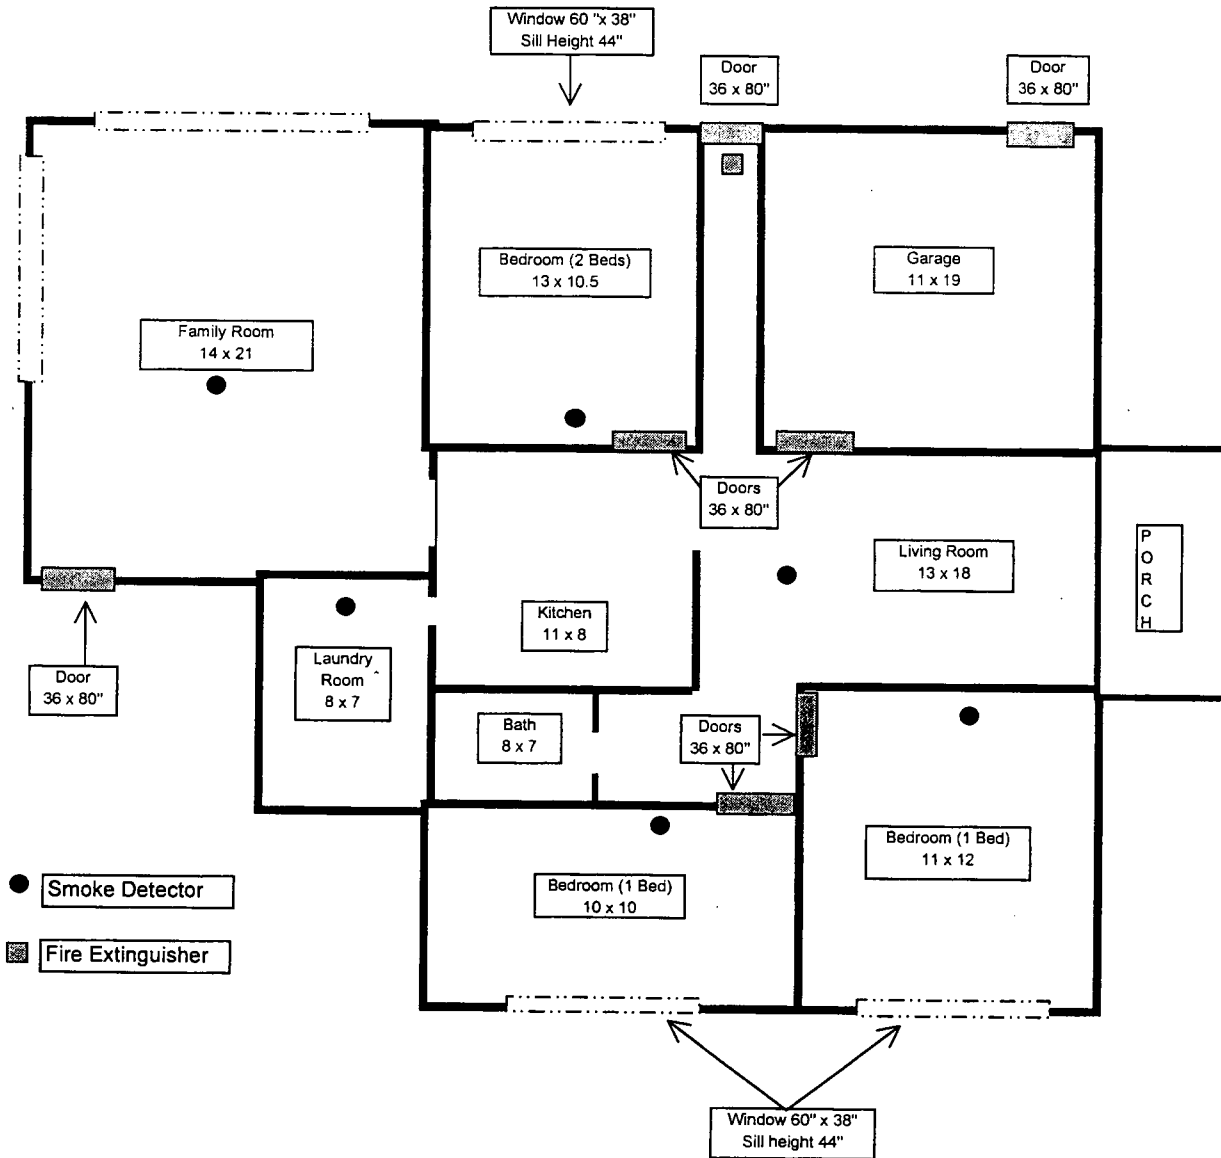 Window 60 "x 38"
Sill Height 44"
Door
36 x 80"
Door
36 x 80"
Bedroom (2 Beds)
13 x 10.5
Garage
11 x 19
Family Room
14 x 21
Doors
36 x 80"
Living Room
13 x 18
P
O
R
C
H
Kitchen
11 x 8
Laundry
Room
8 x 7
Door
36 x 80"
Bath
8 x 7
Doors
36 x 80"
Bedroom (1 Bed)
11 x 12
Bedroom (1 Bed)
10 x 10
Smoke Detector
Fire Extinguisher
Window 60" x 38"
Sill height 44"